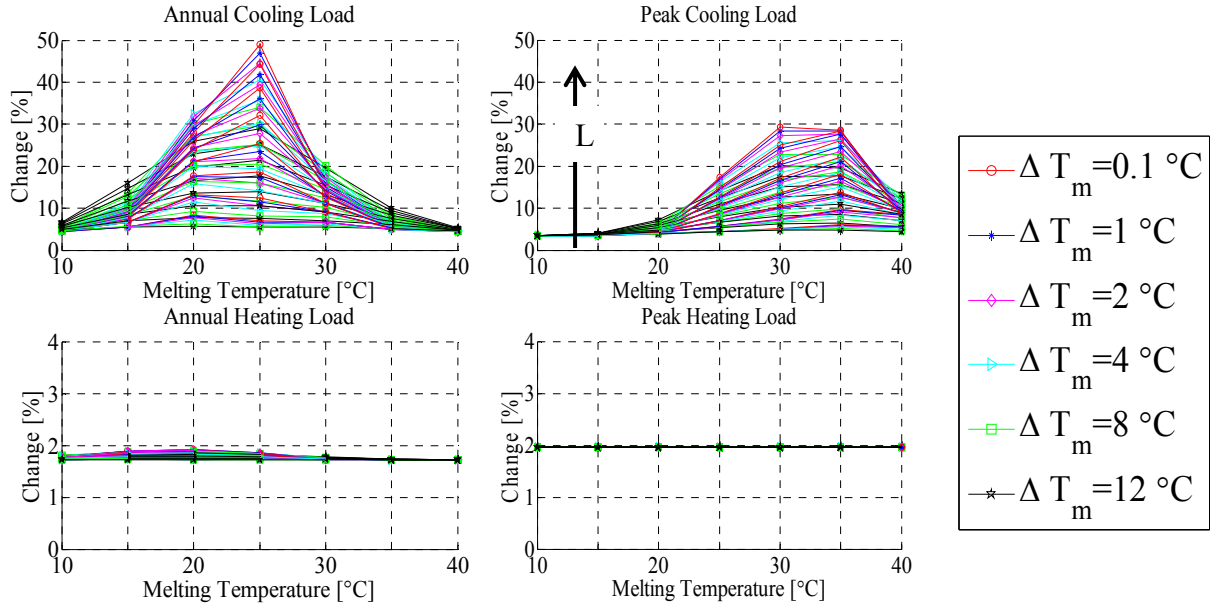 Annual Cooling Load
Change [%]
50
40
30
20
10
0
10 20 30 40
Melting Temperature [°C]
Peak Cooling Load
Change [%]
50
40
30
20
10
0
L
10 20 30 40
Melting Temperature [°C]
Annual Heating Load
Change [%]
4
3
2
1
0
10 20 30 40
Melting Temperature [°C]
Peak Heating Load
Change [%]
4
3
2
1
0
10 20 30 40
Melting Temperature [°C]
Δ Tm=0.1 °C
Δ Tm=1 °C
Δ Tm=2 °C
Δ Tm=4 °C
Δ Tm=8 °C
Δ Tm=12 °C